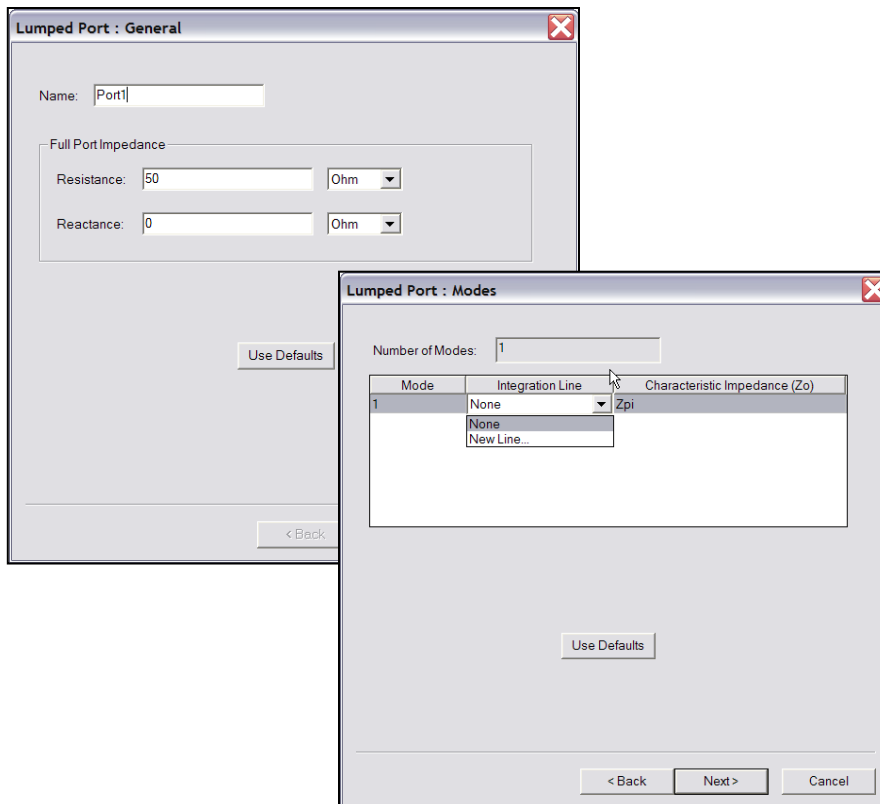 Lumped Port : General
Name: Port1
Full Port Impedance
Resistance: 50 Ohm
Reactance: 0 Ohm
Use Defaults
< Back
Lumped Port : Modes
Number of Modes: 1
Mode Integration Line Characteristic Impedance (Zo)
1 None Zpi
None
New Line...
Use Defaults
< Back Next > Cancel